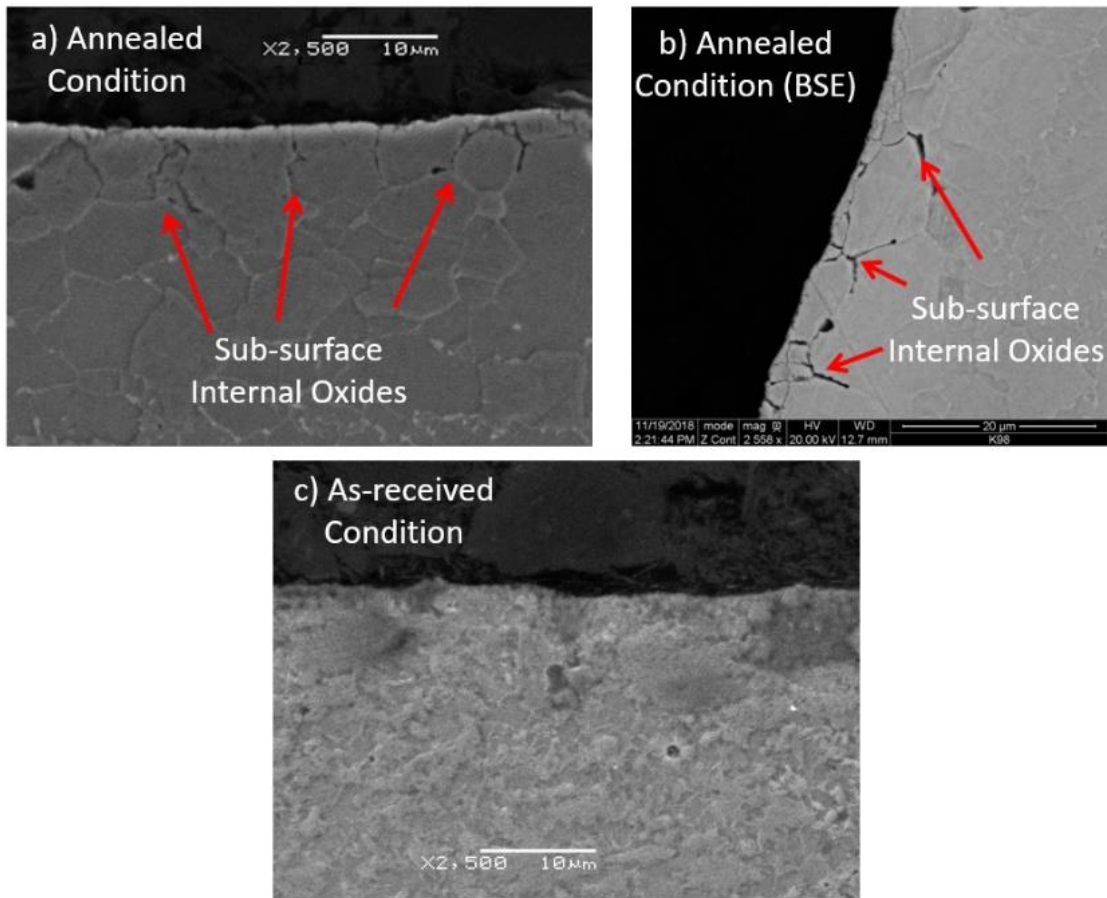 a) Annealed
Condition
X2,500 10μm
Sub-surface
Internal Oxides
b) Annealed
Condition (BSE)
Sub-surface
Internal Oxides
11/19/2018 mode mag HV WD 20 μm
2:21:44 PM Z Cont 2 558 x 20.00 kV 12.7 mm K98
c) As-received
Condition
X2,500 10μm